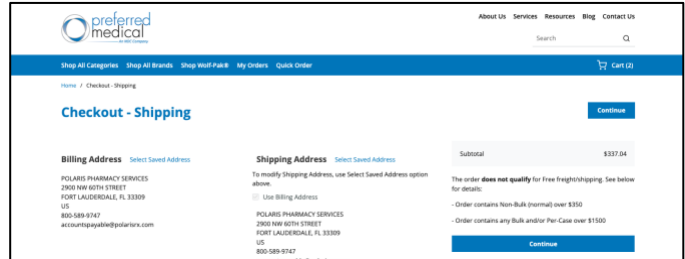 preferred
medical
An MSC Company
About Us Services Resources Blog Contact Us
Search
Shop All Categories Shop All Brands Shop Wolf-Pak® My Orders Quick Order
Cart (2)
Home / Checkout - Shipping
Checkout - Shipping
Continue
Billing Address Select Saved Address
POLARIS PHARMACY SERVICES
2900 NW 60TH STREET
FORT LAUDERDALE, FL 33309
US
800-589-9747
accountspayable@polarisrx.com
Shipping Address Select Saved Address
To modify Shipping Address, use Select Saved Address option
above.
Use Billing Address
POLARIS PHARMACY SERVICES
2900 NW 60TH STREET
FORT LAUDERDALE, FL 33309
US
800-589-9747
Subtotal $337.04
The order does not qualify for Free freight/shipping. See below
for details:
- Order contains Non-Bulk (normal) over $350
- Order contains any Bulk and/or Per-Case over $1500
Continue